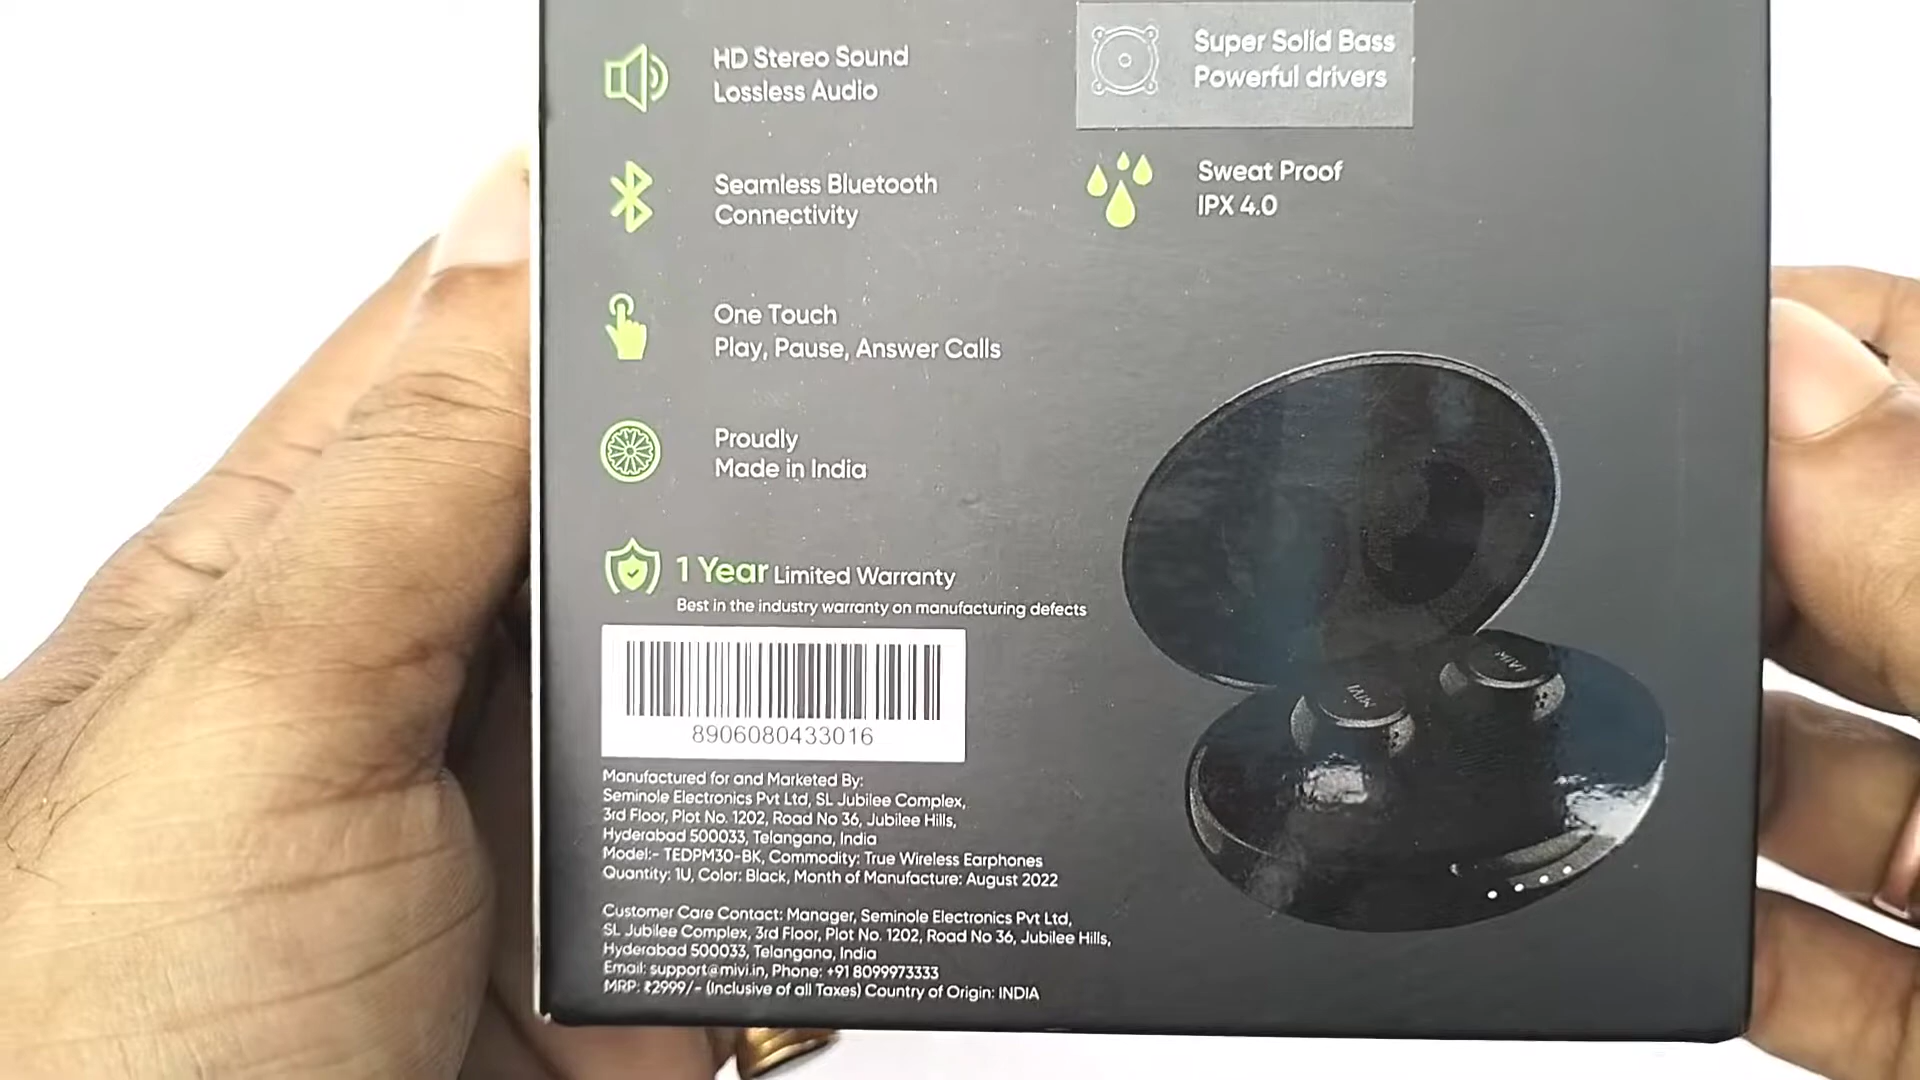 HD Stereo Sound
Lossless Audio
Super Solid Bass
Powerful drivers
Seamless Bluetooth
Connectivity
Sweat Proof
IPX 4.0
One Touch
Play, Pause, Answer Calls
Proudly
Made in India
1 Year Limited Warranty
Best in the industry warranty on manufacturing defects
8906080433016
Manufactured for and Marketed By:
Seminole Electronics Pvt Ltd, SL Jubilee Complex,
3rd Floor, Plot No. 1202, Road No 36, Jubilee Hills,
Hyderabad 500033, Telangana, India
Model:- TEDPM30-BK, Commodity: True Wireless Earphones
Quantity: 1U, Color: Black, Month of Manufacture: August 2022
Customer Care Contact: Manager, Seminole Electronics Pvt Ltd,
SL Jubilee Complex, 3rd Floor, Plot No. 1202, Road No 36, Jubilee Hills,
Hyderabad 500033, Telangana, India
Email: support@mivi.in, Phone: +91 8099973333
MRP: ₹2999/- (Inclusive of all Taxes) Country of Origin: INDIA
MIVI
MIVI